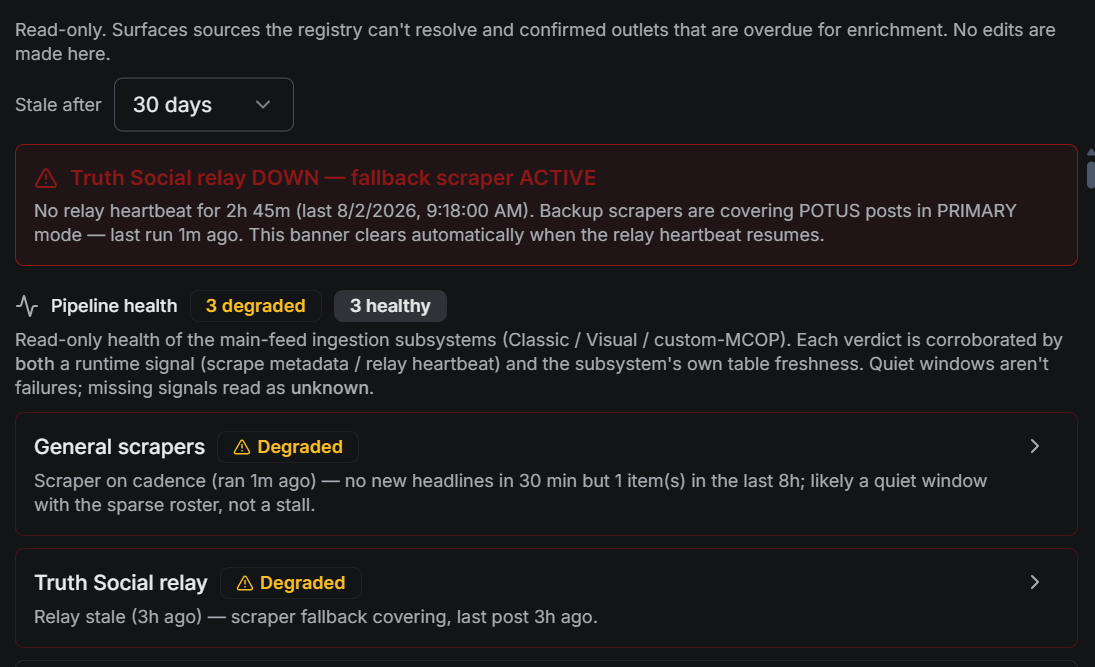 Read-only. Surfaces sources the registry can't resolve and confirmed outlets that are overdue for enrichment. No edits are
made here.
Stale after
30 days
Truth Social relay DOWN — fallback scraper ACTIVE
No relay heartbeat for 2h 45m (last 8/2/2026, 9:18:00 AM). Backup scrapers are covering POTUS posts in PRIMARY
mode — last run 1m ago. This banner clears automatically when the relay heartbeat resumes.
Pipeline health
3 degraded
3 healthy
Read-only health of the main-feed ingestion subsystems (Classic / Visual / custom-MCOP). Each verdict is corroborated by
both a runtime signal (scrape metadata / relay heartbeat) and the subsystem's own table freshness. Quiet windows aren't
failures; missing signals read as unknown.
General scrapers
Degraded
Scraper on cadence (ran 1m ago) — no new headlines in 30 min but 1 item(s) in the last 8h; likely a quiet window
with the sparse roster, not a stall.
Truth Social relay
Degraded
Relay stale (3h ago) — scraper fallback covering, last post 3h ago.